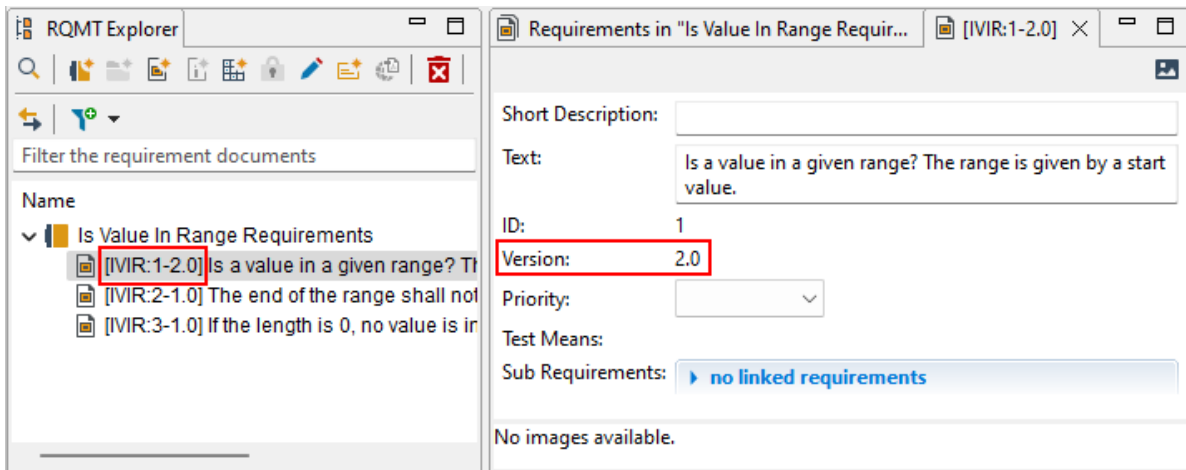 RQMT Explorer
Filter the requirement documents
Name
Is Value In Range Requirements
[IVIR:1-2.0] Is a value in a given range? Th
[IVIR:2-1.0] The end of the range shall not
[IVIR:3-1.0] If the length is 0, no value is in
Requirements in "Is Value In Range Requir...
[IVIR:1-2.0]
Short Description:
Text:
Is a value in a given range? The range is given by a start
value.
ID: 1
Version: 2.0
Priority:
Test Means:
Sub Requirements: no linked requirements
No images available.